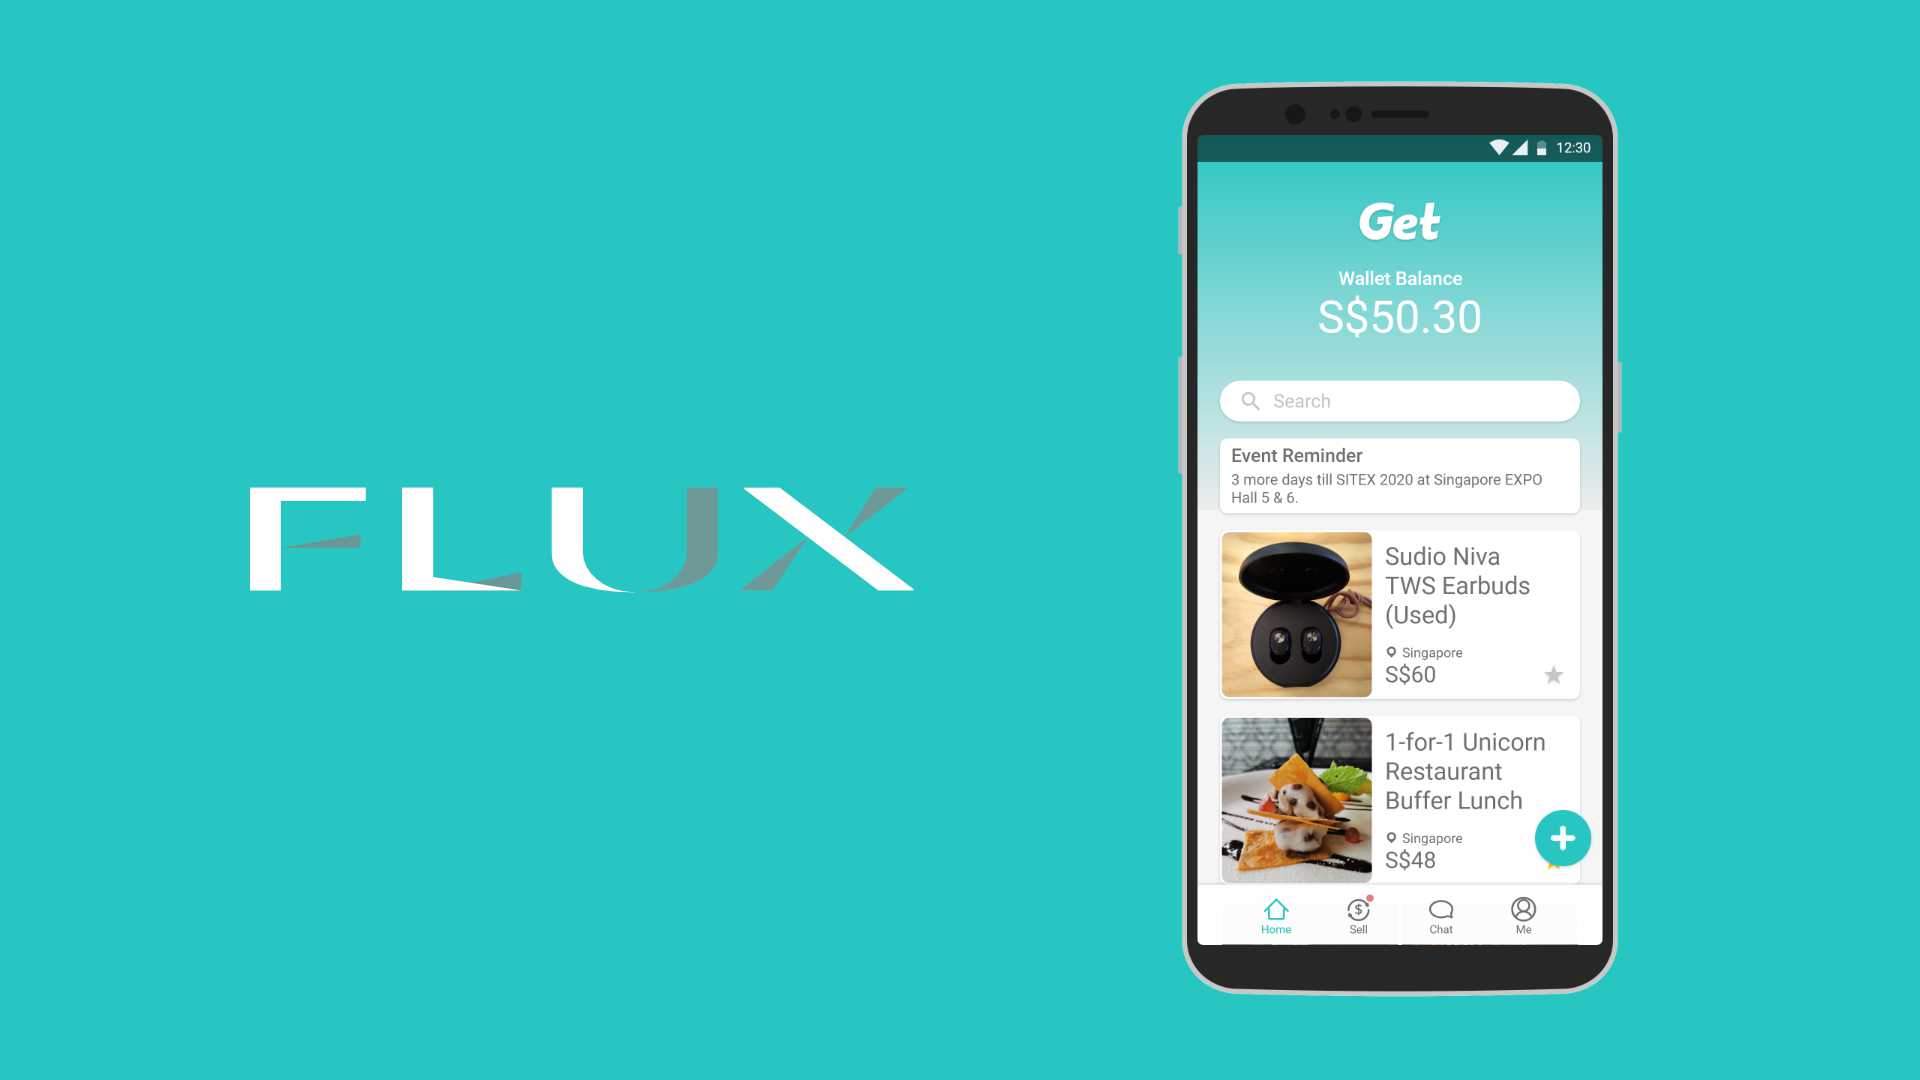 FLUX
12:30
Get
Wallet Balance
S$50.30
Search
Event Reminder
3 more days till SITEX 2020 at Singapore EXPO
Hall 5 & 6.
Sudio Niva
TWS Earbuds
(Used)
Singapore
S$60
1-for-1 Unicorn
Restaurant
Buffer Lunch
Singapore
S$48
Home
Sell
Chat
Me